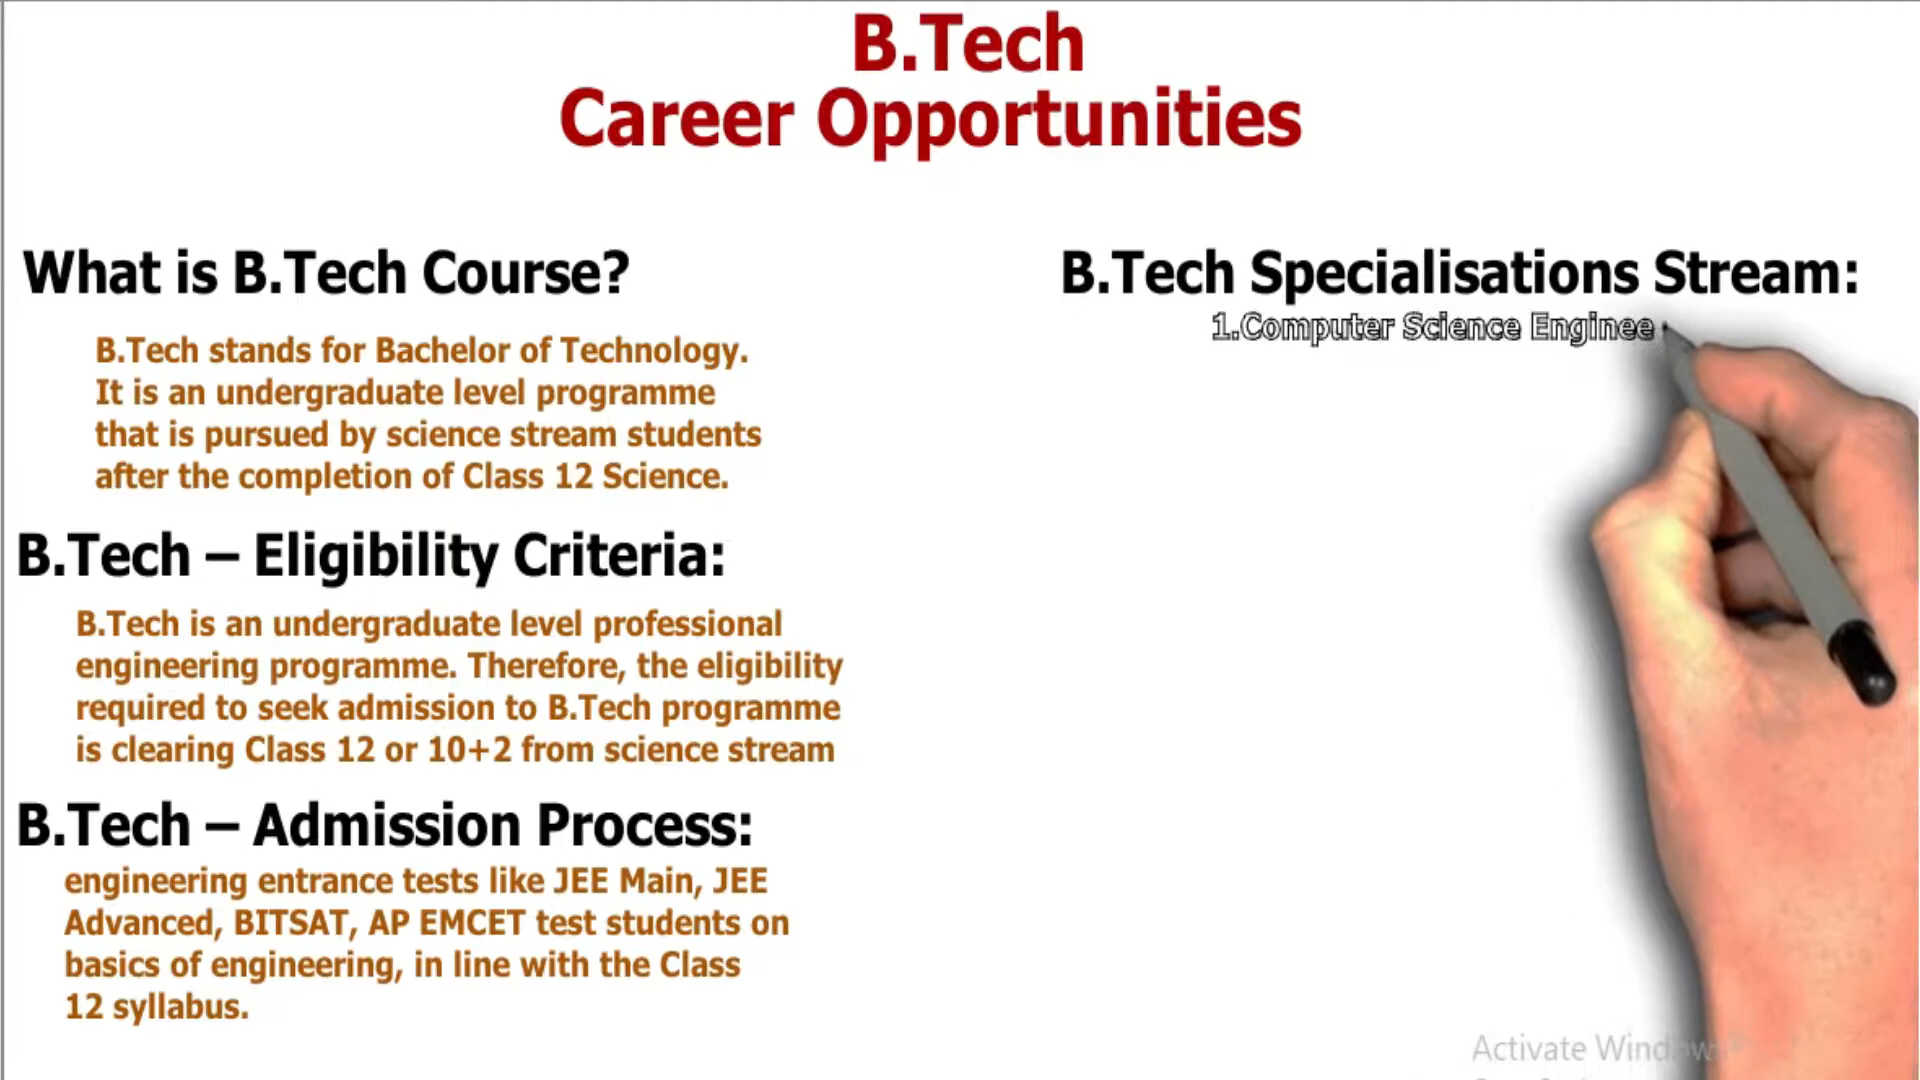 B.Tech
Career Opportunities
What is B.Tech Course?
B.Tech stands for Bachelor of Technology.
It is an undergraduate level programme
that is pursued by science stream students
after the completion of Class 12 Science.
B.Tech – Eligibility Criteria:
B.Tech is an undergraduate level professional
engineering programme. Therefore, the eligibility
required to seek admission to B.Tech programme
is clearing Class 12 or 10+2 from science stream
B.Tech – Admission Process:
engineering entrance tests like JEE Main, JEE
Advanced, BITSAT, AP EMCET test students on
basics of engineering, in line with the Class
12 syllabus.
B.Tech Specialisations Stream:
1.Computer Science Enginee
Activate Windows